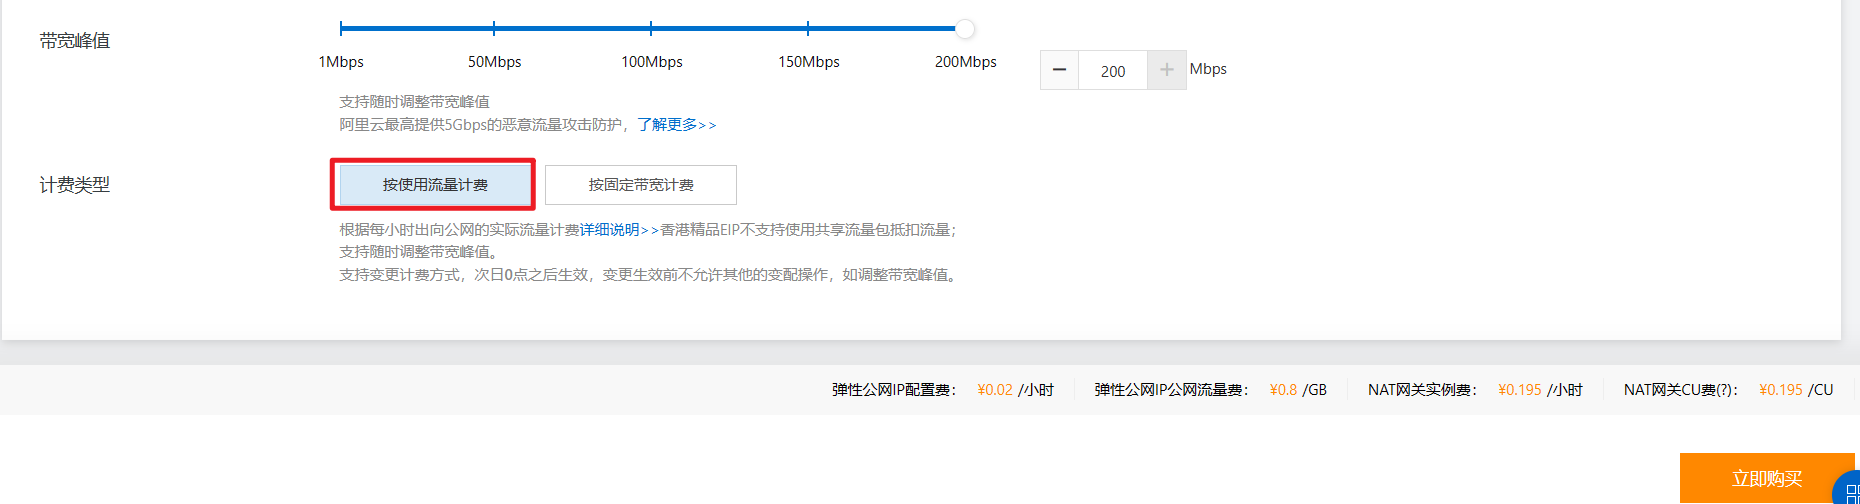 带宽峰值
1Mbps 50Mbps 100Mbps 150Mbps 200Mbps
200 Mbps
支持随时调整带宽峰值
阿里云最高提供5Gbps的恶意流量攻击防护，了解更多>>
计费类型
按使用流量计费 按固定带宽计费
根据每小时出向公网的实际流量计费详细说明>>香港精品EIP不支持使用共享流量包抵扣流量；
支持随时调整带宽峰值。
支持变更计费方式，次日0点之后生效，变更生效前不允许其他的变配操作，如调整带宽峰值。
弹性公网IP配置费： ¥0.02 /小时 弹性公网IP公网流量费： ¥0.8 /GB NAT网关实例费： ¥0.195 /小时 NAT网关CU费(?)： ¥0.195 /CU
立即购买